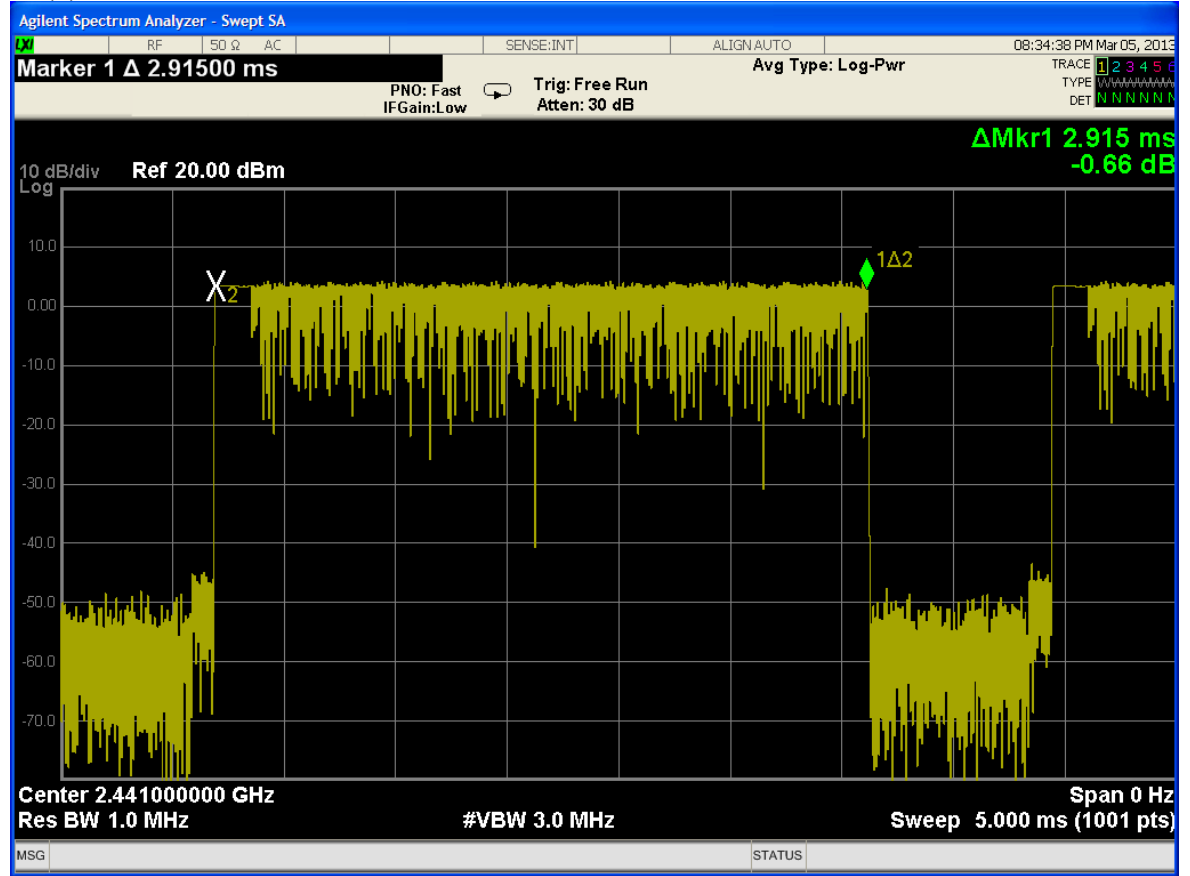 Agilent Spectrum Analyzer - Swept SA
LXI RF 50 Ω AC SENSE:INT ALIGN AUTO 08:34:38 PM Mar 05, 2013
Marker 1 Δ 2.91500 ms
PNO: Fast
IFGain:Low
Trig: Free Run
Atten: 30 dB
Avg Type: Log-Pwr
TRACE 1 2 3 4 5 6
TYPE
DET N N N N N N
ΔMkr1 2.915 ms
-0.66 dB
10 dB/div Ref 20.00 dBm
Log
10.0
0.00
-10.0
-20.0
-30.0
-40.0
-50.0
-60.0
-70.0
X2
1Δ2
Center 2.441000000 GHz Span 0 Hz
Res BW 1.0 MHz #VBW 3.0 MHz Sweep 5.000 ms (1001 pts)
MSG STATUS